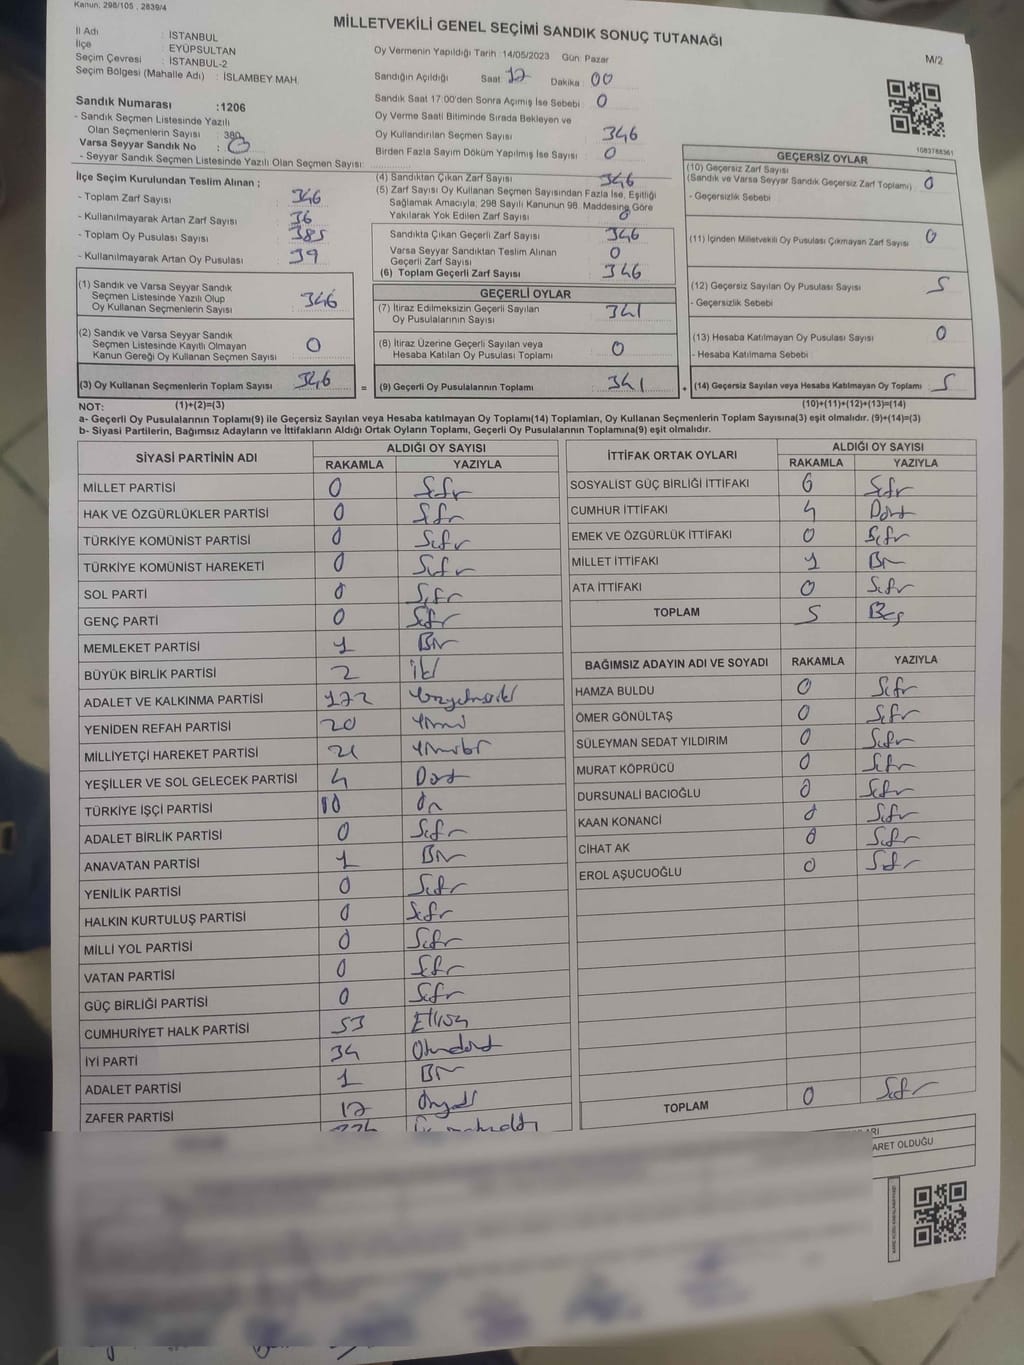 Kanun: 298/105 , 2839/4
MİLLETVEKİLİ GENEL SEÇİMİ SANDIK SONUÇ TUTANAĞI
M/2
İl Adı : İSTANBUL
İlçe : EYÜPSULTAN
Seçim Çevresi : İSTANBUL-2
Seçim Bölgesi (Mahalle Adı) : İSLAMBEY MAH.
Oy Vermenin Yapıldığı Tarih :14/05/2023 Gün: Pazar
Sandığın Açıldığı Saat: 17 Dakika: 00
Sandık Numarası :1206
- Sandık Seçmen Listesinde Yazılı
Olan Seçmenlerin Sayısı : 380
Varsa Seyyar Sandık No : 0
- Seyyar Sandık Seçmen Listesinde Yazılı Olan Seçmen Sayısı:
Sandık Saat 17:00'den Sonra Açımış İse Sebebi : 0
Oy Verme Saati Bitiminde Sırada Bekleyen ve
Oy Kullandırılan Seçmen Sayısı : 346
Birden Fazla Sayım Döküm Yapılmış İse Sayısı : 0
1083788361
İlçe Seçim Kurulundan Teslim Alınan ;
- Toplam Zarf Sayısı : 346
- Kullanılmayarak Artan Zarf Sayısı : 36
- Toplam Oy Pusulası Sayısı : 385
- Kullanılmayarak Artan Oy Pusulası : 39
(4) Sandıktan Çıkan Zarf Sayısı : 346
(5) Zarf Sayısı Oy Kullanan Seçmen Sayısından Fazla İse, Eşitliği
Sağlamak Amacıyla; 298 Sayılı Kanunun 98. Maddesine Göre
Yakılarak Yok Edilen Zarf Sayısı : 0
Sandıkta Çıkan Geçerli Zarf Sayısı : 346
Varsa Seyyar Sandıktan Teslim Alınan
Geçerli Zarf Sayısı : 0
(6) Toplam Geçerli Zarf Sayısı : 346
GEÇERSİZ OYLAR
(10) Geçersiz Zarf Sayısı
(Sandık ve Varsa Seyyar Sandık Geçersiz Zarf Toplamı) : 0
- Geçersizlik Sebebi :
(11) İçinden Milletvekili Oy Pusulası Çıkmayan Zarf Sayısı : 0
(12) Geçersiz Sayılan Oy Pusulası Sayısı : 5
- Geçersizlik Sebebi :
(13) Hesaba Katılmayan Oy Pusulası Sayısı : 0
- Hesaba Katılmama Sebebi
(14) Geçersiz Sayılan veya Hesaba Katılmayan Oy Toplamı : 5
(1) Sandık ve Varsa Seyyar Sandık
Seçmen Listesinde Yazılı Olup
Oy Kullanan Seçmenlerin Sayısı : 346
(2) Sandık ve Varsa Seyyar Sandık
Seçmen Listesinde Kayıtlı Olmayan
Kanun Gereği Oy Kullanan Seçmen Sayısı : 0
(3) Oy Kullanan Seçmenlerin Toplam Sayısı : 346 =
GEÇERLİ OYLAR
(7) İtiraz Edilmeksizin Geçerli Sayılan
Oy Pusulalarının Sayısı : 341
(8) İtiraz Üzerine Geçerli Sayılan veya
Hesaba Katılan Oy Pusulası Toplamı : 0
(9) Geçerli Oy Pusulalarının Toplamı : 341 +
NOT: (1)+(2)=(3)
(10)+(11)+(12)+(13)=(14)
a- Geçerli Oy Pusulalarının Toplamı(9) ile Geçersiz Sayılan veya Hesaba katılmayan Oy Toplamı(14) Toplamları, Oy Kullanan Seçmenlerin Toplam Sayısına(3) eşit olmalıdır. (9)+(14)=(3)
b- Siyasi Partilerin, Bağımsız Adayların ve İttifakların Aldığı Ortak Oyların Toplamı, Geçerli Oy Pusulalarının Toplamına(9) eşit olmalıdır.
SİYASİ PARTİNİN ADI
ALDIĞI OY SAYISI
RAKAMLA YAZIYLA
MİLLET PARTİSİ 0 Sıfır
HAK VE ÖZGÜRLÜKLER PARTİSİ 0 Sıfır
TÜRKİYE KOMÜNİST PARTİSİ 0 Sıfır
TÜRKİYE KOMÜNİST HAREKETİ 0 Sıfır
SOL PARTİ 0 Sıfır
GENÇ PARTİ 0 Sıfır
MEMLEKET PARTİSİ 1 Bir
BÜYÜK BİRLİK PARTİSİ 2 iki
ADALET VE KALKINMA PARTİSİ 172 Yüzyetmişiki
YENİDEN REFAH PARTİSİ 20 Yirmi
MİLLİYETÇİ HAREKET PARTİSİ 21 Yirmibir
YEŞİLLER VE SOL GELECEK PARTİSİ 4 Dört
TÜRKİYE İŞÇİ PARTİSİ 10 On
ADALET BİRLİK PARTİSİ 0 Sıfır
ANAVATAN PARTİSİ 1 Bir
YENİLİK PARTİSİ 0 Sıfır
HALKIN KURTULUŞ PARTİSİ 0 Sıfır
MİLLİ YOL PARTİSİ 0 Sıfır
VATAN PARTİSİ 0 Sıfır
GÜÇ BİRLİĞİ PARTİSİ 0 Sıfır
CUMHURİYET HALK PARTİSİ 53 Elliüç
İYİ PARTİ 34 Otuzdört
ADALET PARTİSİ 1 Bir
ZAFER PARTİSİ 17 Onyedi
İTTİFAK ORTAK OYLARI
ALDIĞI OY SAYISI
RAKAMLA YAZIYLA
SOSYALİST GÜÇ BİRLİĞİ İTTİFAKI 0 Sıfır
CUMHUR İTTİFAKI 4 Dört
EMEK VE ÖZGÜRLÜK İTTİFAKI 0 Sıfır
MİLLET İTTİFAKI 1 Bir
ATA İTTİFAKI 0 Sıfır
TOPLAM 5 Beş
BAĞIMSIZ ADAYIN ADI VE SOYADI RAKAMLA YAZIYLA
HAMZA BULDU 0 Sıfır
ÖMER GÖNÜLTAŞ 0 Sıfır
SÜLEYMAN SEDAT YILDIRIM 0 Sıfır
MURAT KÖPRÜCÜ 0 Sıfır
DURSUNALİ BACIOĞLU 0 Sıfır
KAAN KONANCİ 0 Sıfır
CİHAT AK 0 Sıfır
EROL AŞUCUOĞLU 0 Sıfır
TOPLAM 0 Sıfır
ARET OLDUĞU